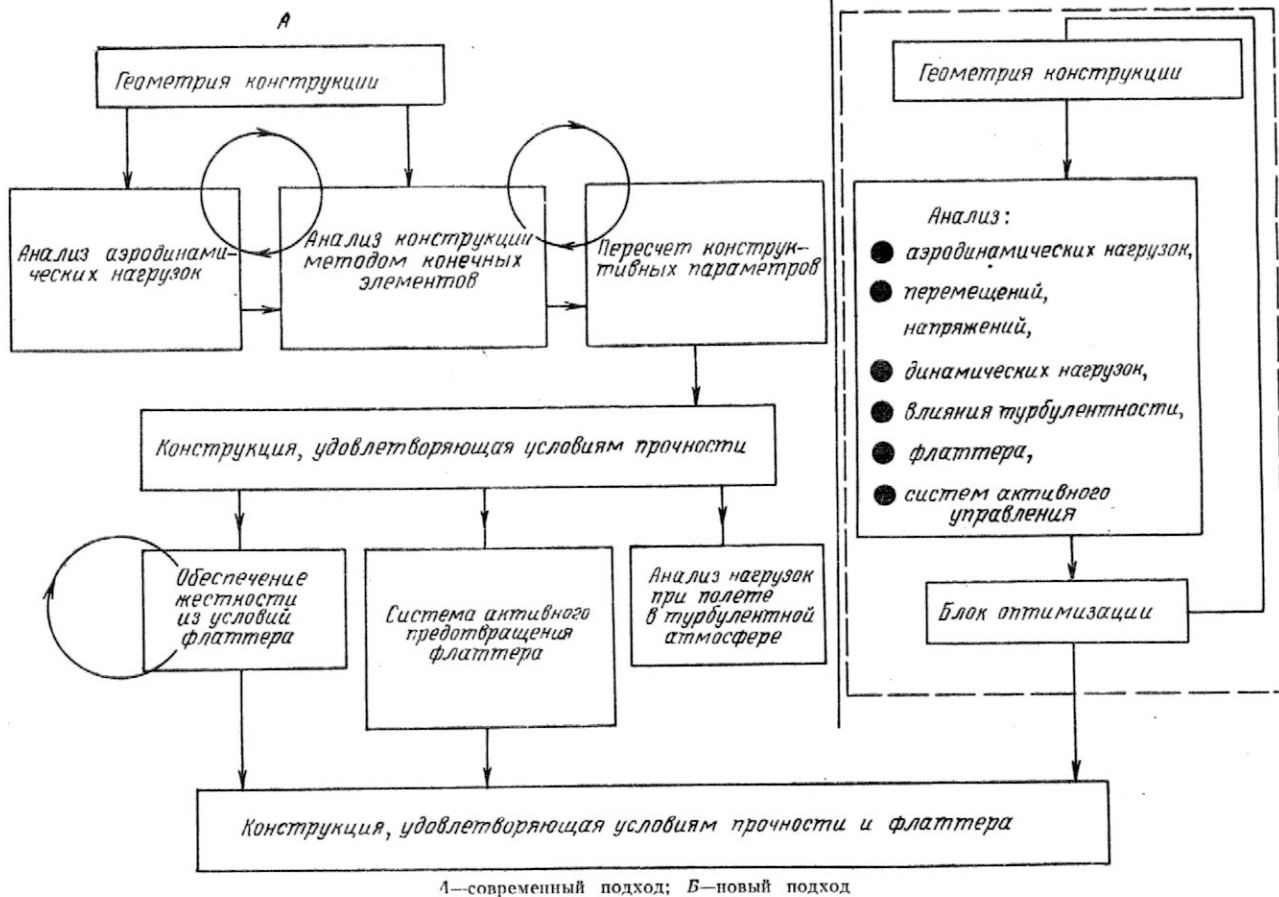 А
Геометрия конструкции
Анализ аэродинами-
ческих нагрузок
Анализ конструкции
методом конечных
элементов
Пересчет конструк-
тивных параметров
Конструкция, удовлетворяющая условиям прочности
Обеспечение
жесткости
из условий
флаттера
Система активного
предотвращения
флаттера
Анализ нагрузок
при полете
в турбулентной
атмосфере
Геометрия конструкции
Анализ:
аэродинамических нагрузок,
перемещений,
напряжений,
динамических нагрузок,
влияния турбулентности,
флаттера,
систем активного
управления
Блок оптимизации
Конструкция, удовлетворяющая условиям прочности и флаттера
А—современный подход; Б—новый подход